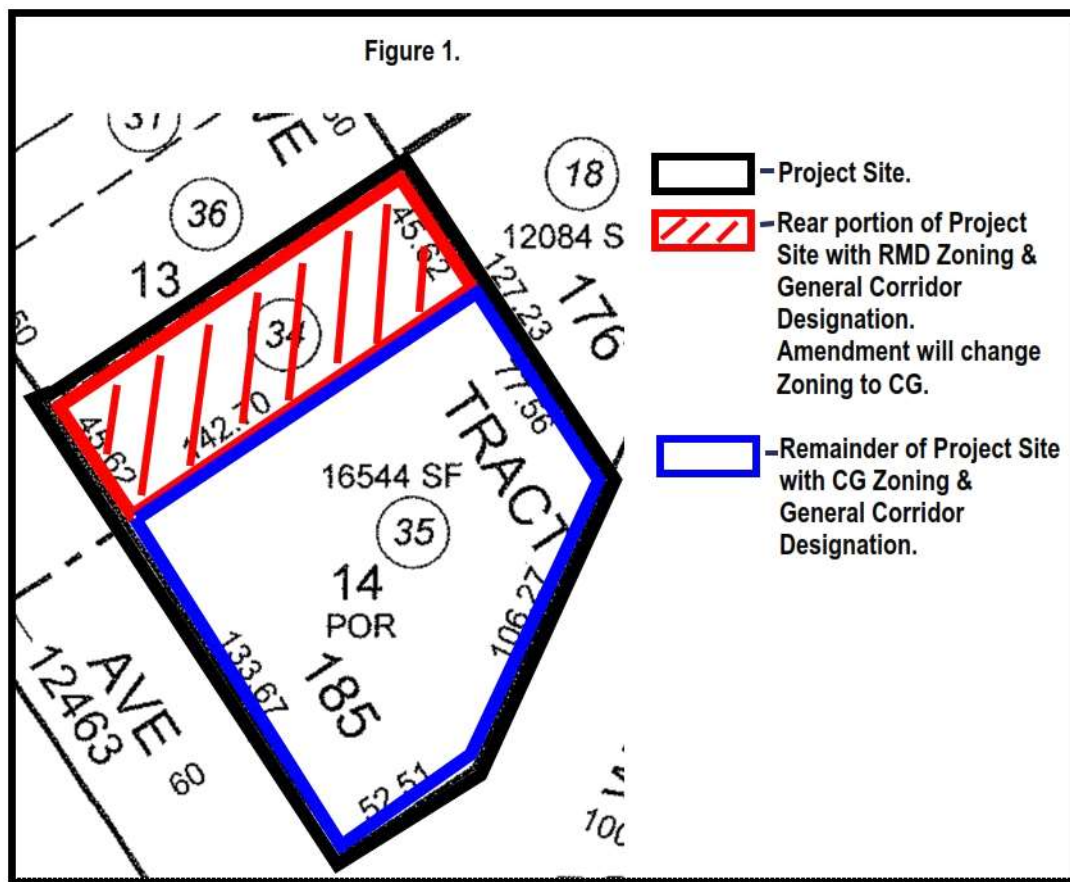 Figure 1.
31
VE
50
36
13
18
12084 S
127.23
176
45.62
34
142.70
45.62
77.56
TRACT
16544 SF
35
14
POR
185
106.27
133.67
52.51
AVE
12463
60
Project Site.
Rear portion of Project
Site with RMD Zoning &
General Corridor
Designation.
Amendment will change
Zoning to CG.
Remainder of Project Site
with CG Zoning &
General Corridor
Designation.